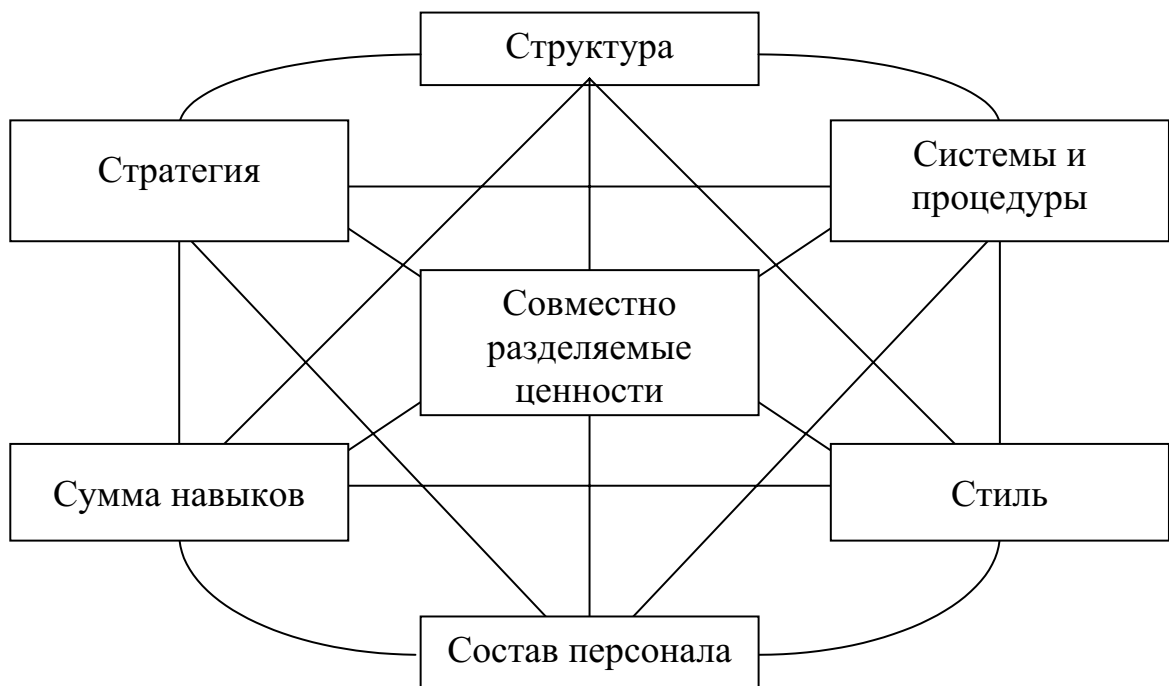 Структура
Стратегия
Системы и
процедуры
Совместно
разделяемые
ценности
Сумма навыков
Стиль
Состав персонала